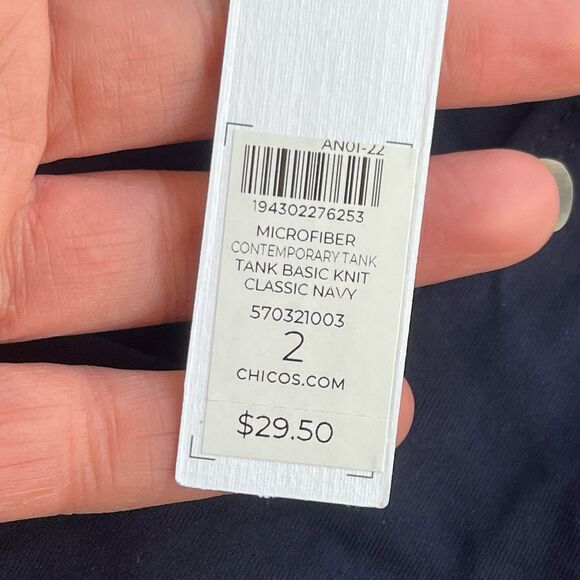 AN01-22
194302276253
MICROFIBER
CONTEMPORARY TANK
TANK BASIC KNIT
CLASSIC NAVY
570321003
2
CHICOS.COM
$29.50